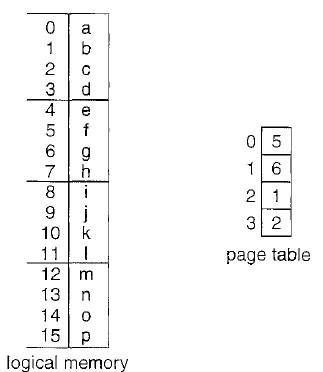 0 a
1 b
2 c
3 d
4 e
5 f
6 g
7 h
8 i
9 j
10 k
11 l
12 m
13 n
14 o
15 p
logical memory
0 5
1 6
2 1
3 2
page table